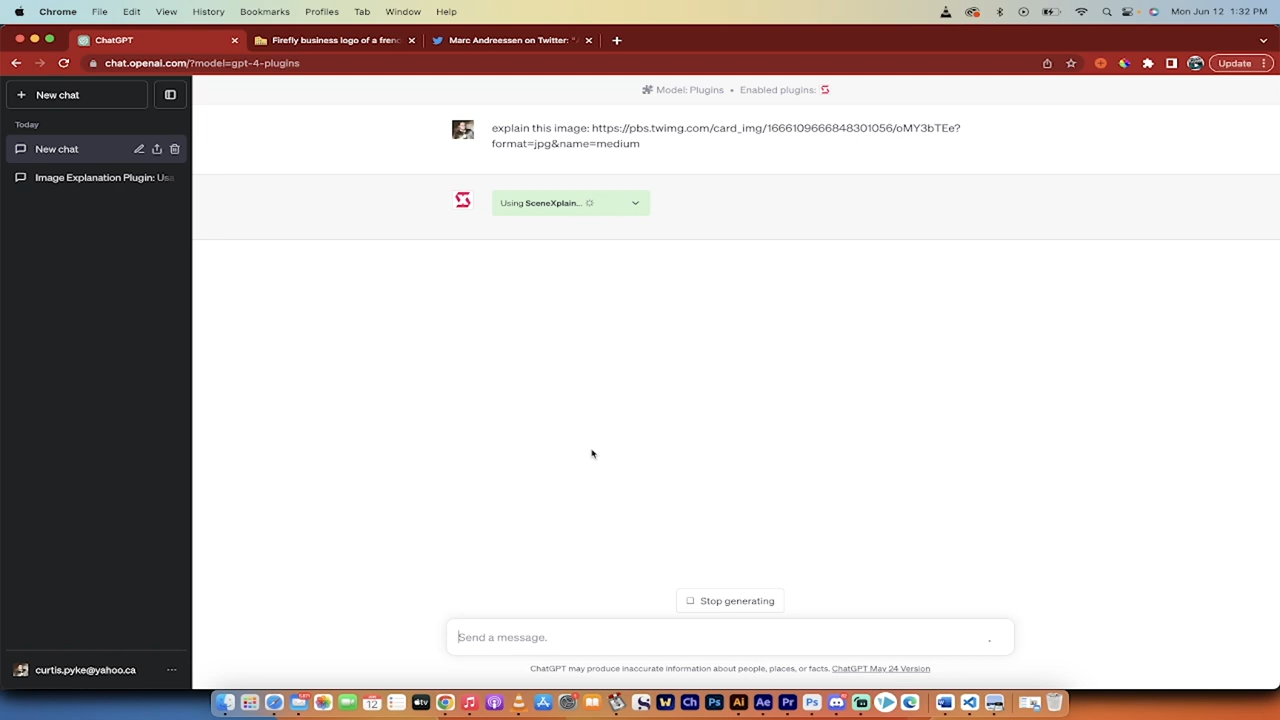 Chrome File Edit View History Bookmarks Profiles Tab Window Help Mon Jun 12 1:32 PM
ChatGPT Firefly business logo of a frenc Marc Andreessen on Twitter: "
chat.openai.com/?model=gpt-4-plugins Update
New chat
Model: Plugins • Enabled plugins:
Today
New chat
Image Explanation Plugin: Usa
explain this image: https://pbs.twimg.com/card_img/1666109666848301056/oMY3bTEe?
format=jpg&name=medium
Using SceneXplain...
Stop generating
Send a message.
ChatGPT may produce inaccurate information about people, places, or facts. ChatGPT May 24 Version
curtis.pyke@yahoo.ca